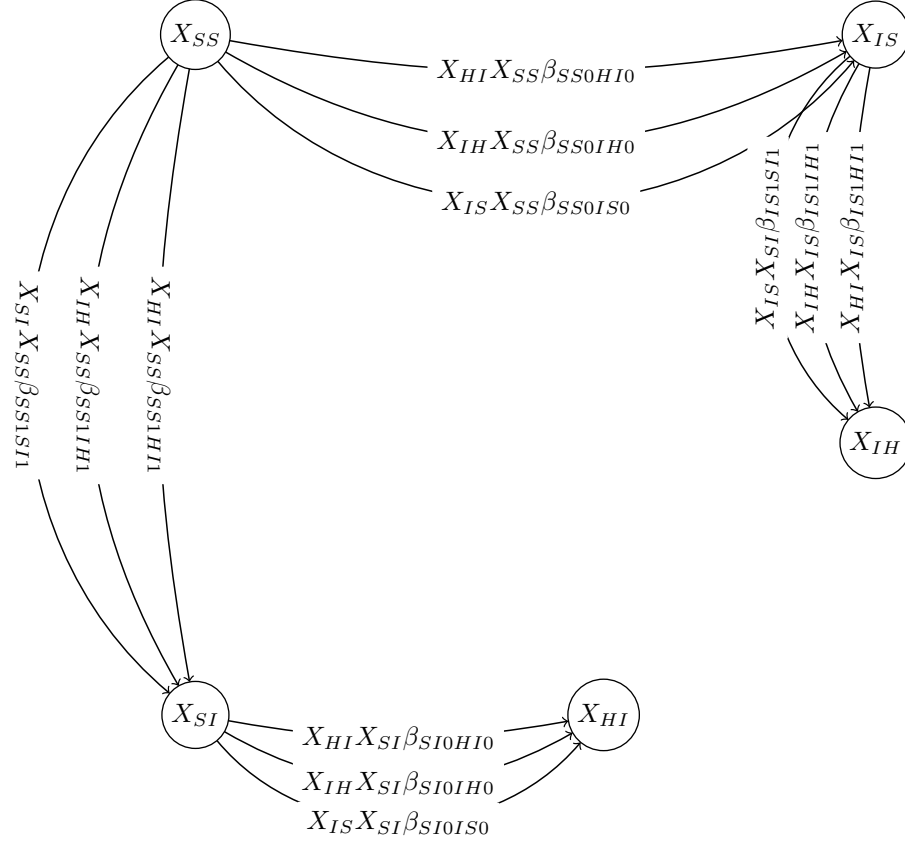 X_{SS}
X_{IS}
X_{HI}X_{SS}β_{SS0HI0}
X_{IH}X_{SS}β_{SS0IH0}
X_{IS}X_{SS}β_{SS0IS0}
X_{IS}X_{SI}β_{IS1SI1}
X_{IH}X_{IS}β_{IS1IH1}
X_{HI}X_{IS}β_{IS1HI1}
X_{SI}X_{SS}β_{SS1SI1}
X_{IH}X_{SS}β_{SS1IH1}
X_{HI}X_{SS}β_{SS1HI1}
X_{IH}
X_{SI}
X_{HI}
X_{HI}X_{SI}β_{SI0HI0}
X_{IH}X_{SI}β_{SI0IH0}
X_{IS}X_{SI}β_{SI0IS0}